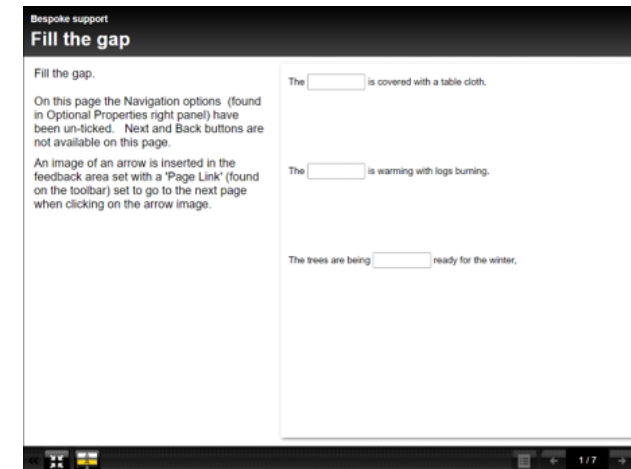 Bespoke support
Fill the gap
Fill the gap.
On this page the Navigation options (found
in Optional Properties right panel) have
been un-ticked. Next and Back buttons are
not available on this page.
An image of an arrow is inserted in the
feedback area set with a 'Page Link' (found
on the toolbar) set to go to the next page
when clicking on the arrow image.
The is covered with a table cloth.
The is warming with logs burning.
The trees are being ready for the winter,
1/7